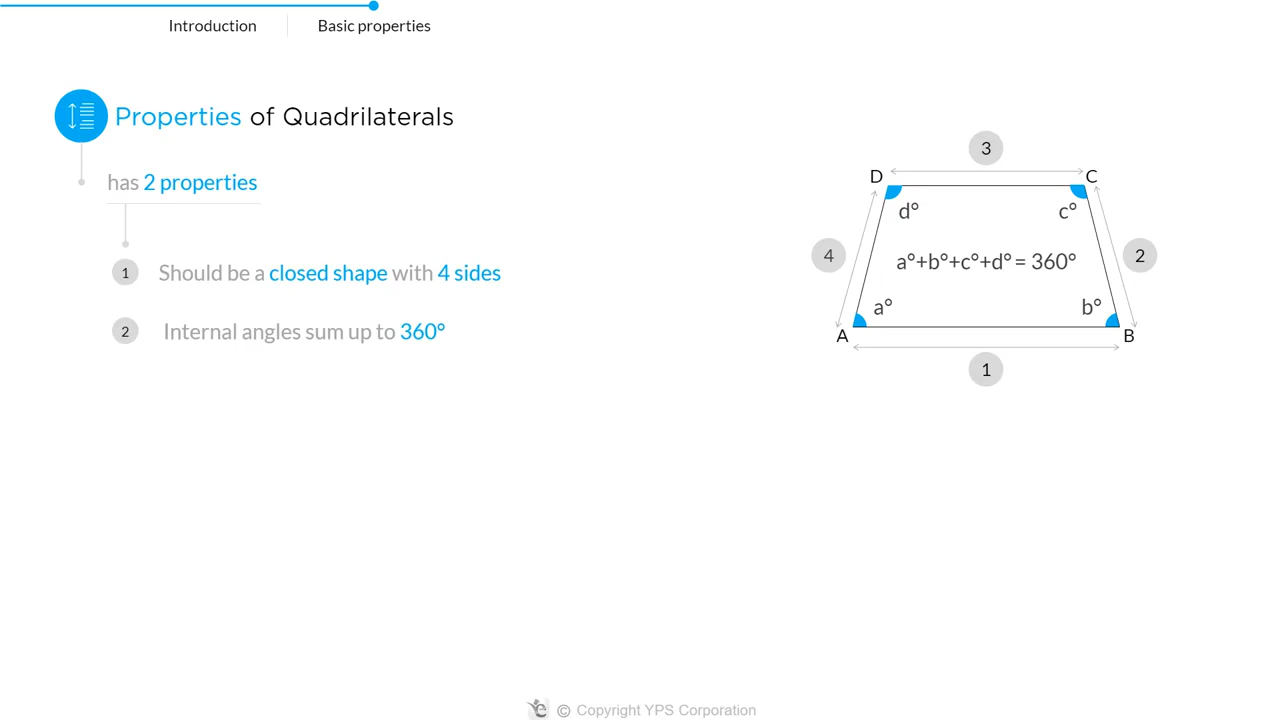 Introduction
Basic properties
Properties of Quadrilaterals
has 2 properties
1 Should be a closed shape with 4 sides
2 Internal angles sum up to 360°
3
D
C
d°
c°
4
a°+b°+c°+d°= 360°
2
a°
b°
A
B
1
e © Copyright YPS Corporation